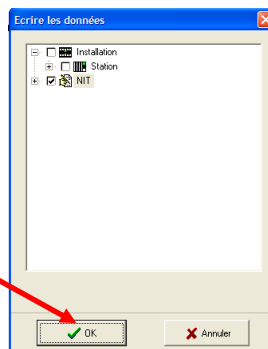 Ecrire les données
Installation
Station
NIT
OK
Annuler